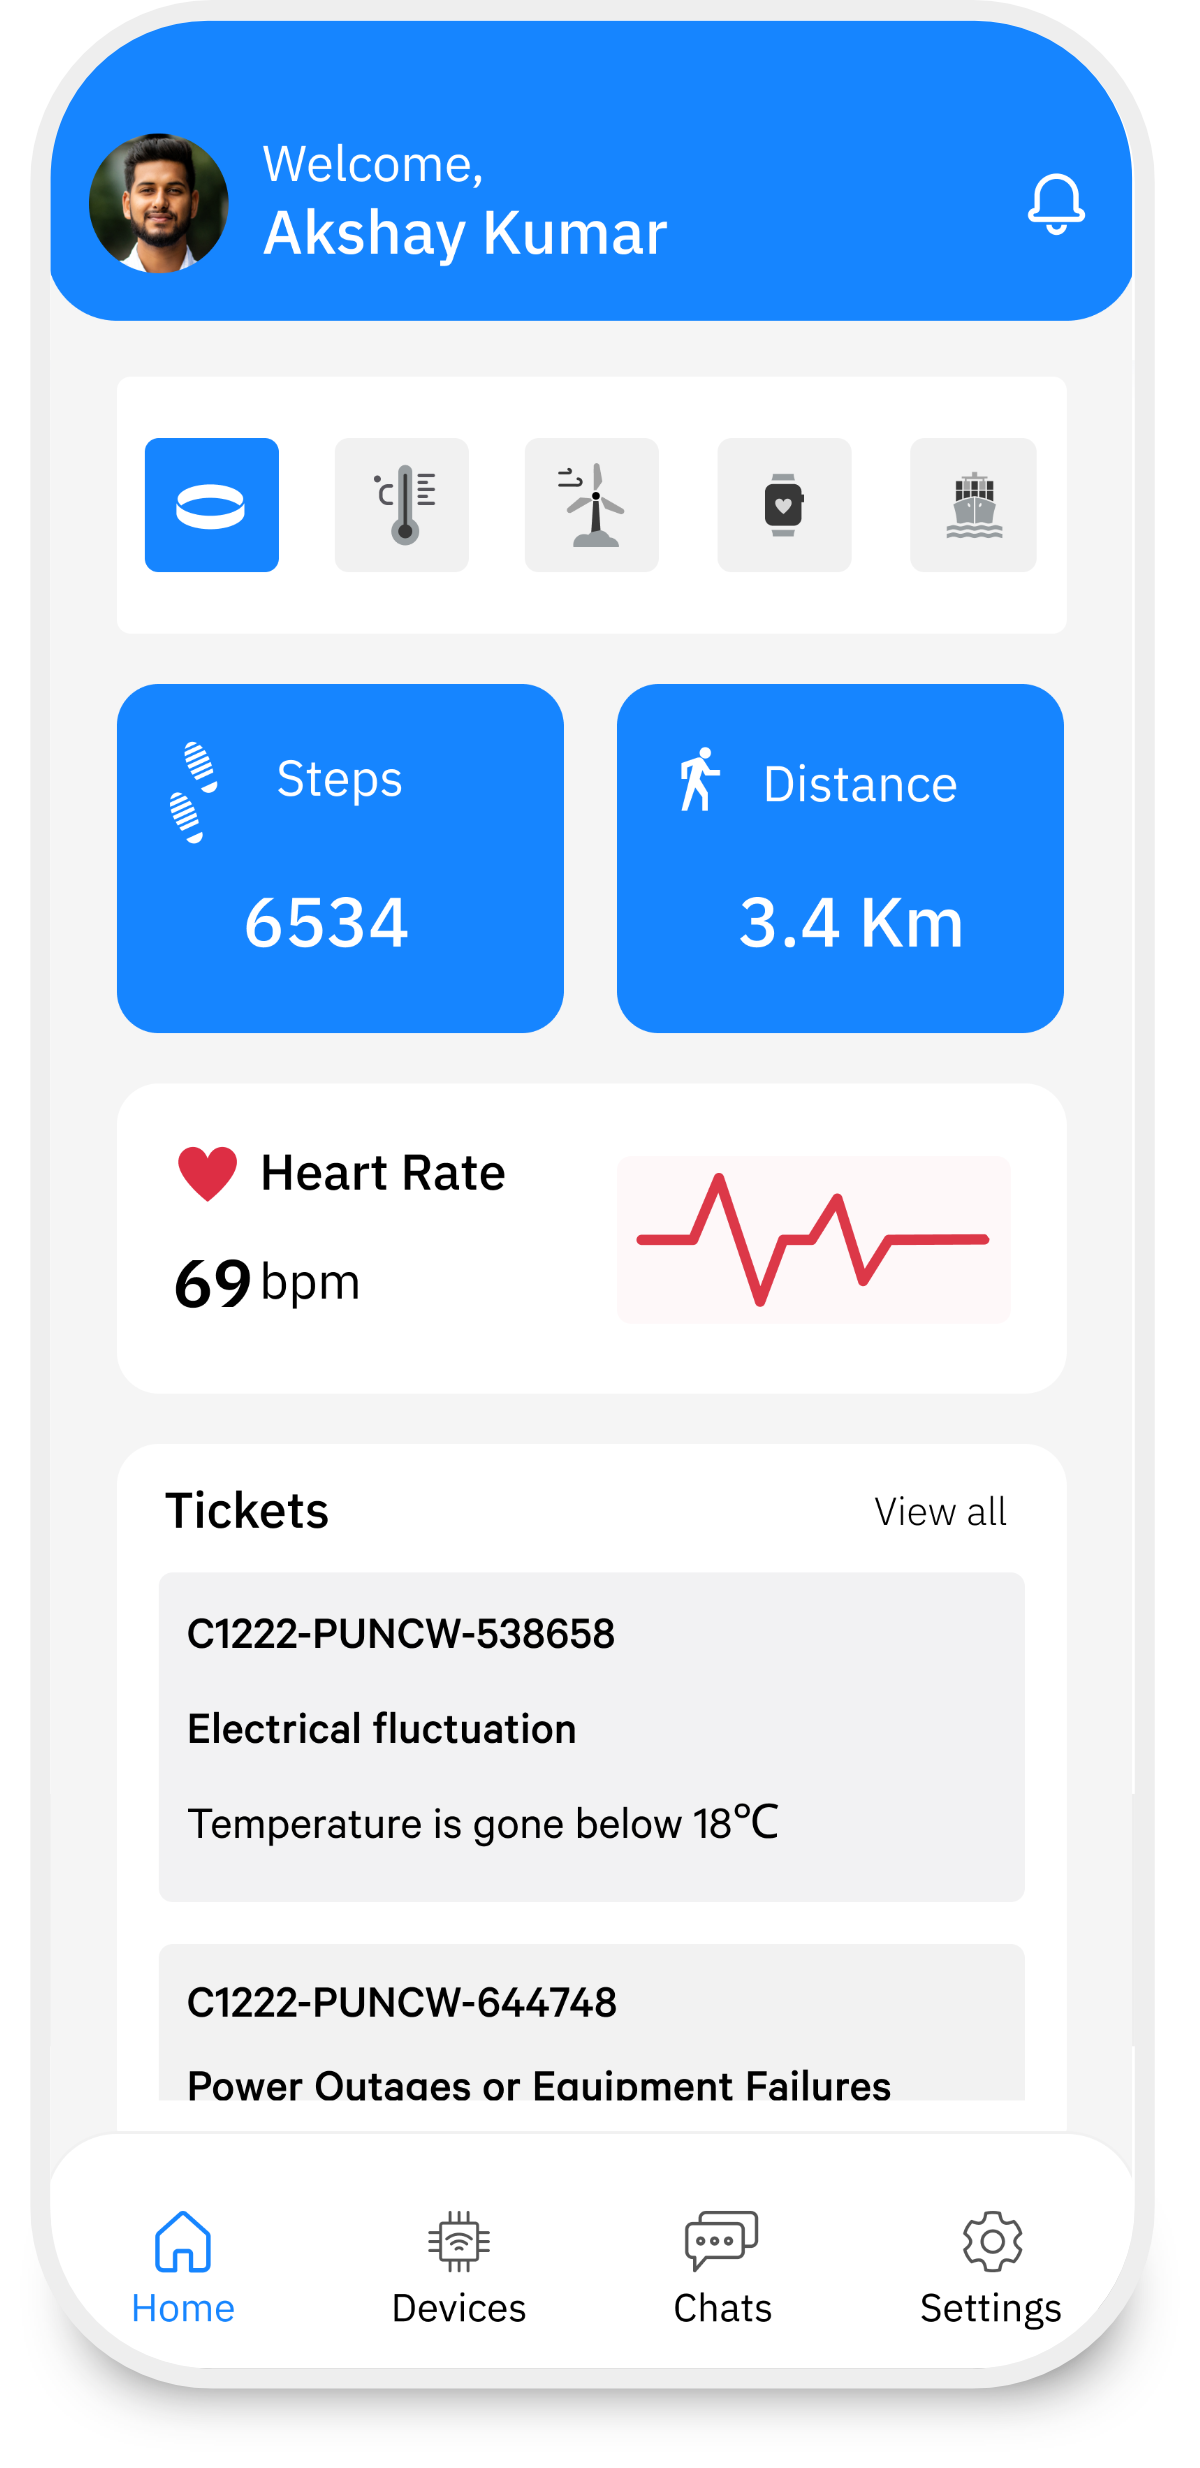 Welcome,
Akshay Kumar
°C
Steps
Distance
6534
3.4 Km
Heart Rate
69 bpm
Tickets
View all
C1222-PUNCW-538658
Electrical fluctuation
Temperature is gone below 18°C
C1222-PUNCW-644748
Power Outages or Equipment Failures
Home
Devices
Chats
Settings